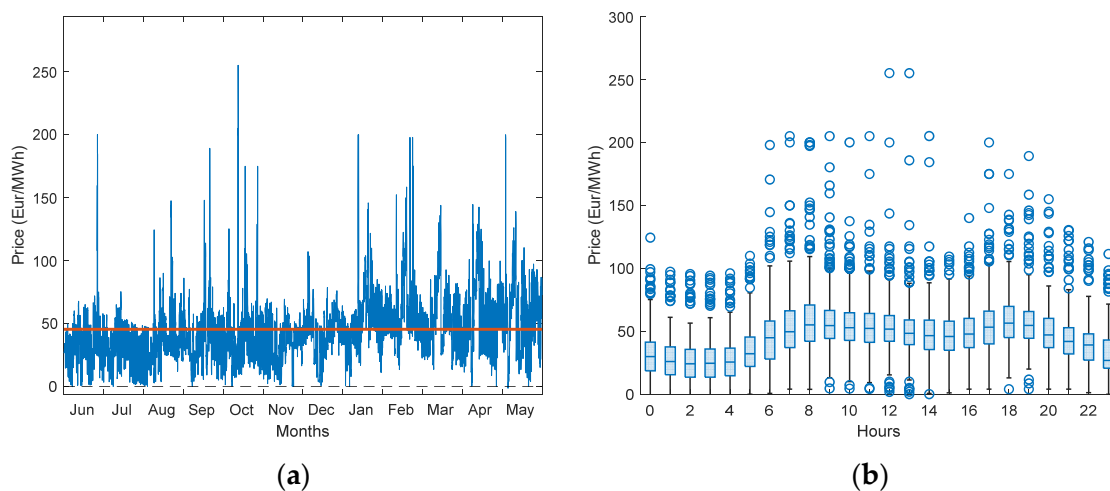 250
200
150
100
50
0
Price (Eur/MWh)
Jun Jul Aug Sep Oct Nov Dec Jan Feb Mar Apr May
Months
(a)
300
250
200
150
100
50
0
Price (Eur/MWh)
0 2 4 6 8 10 12 14 16 18 20 22
Hours
(b)